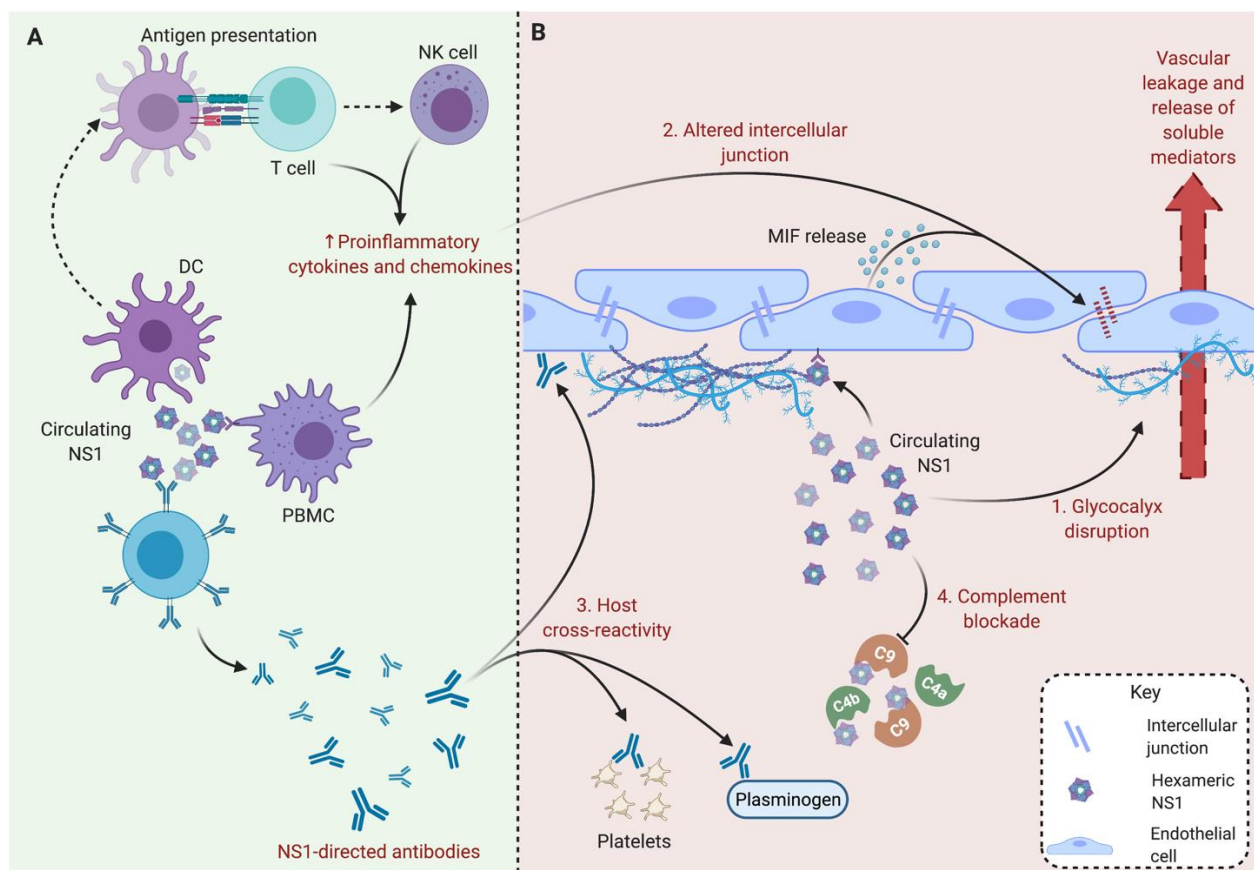 A
Antigen presentation
NK cell
T cell
↑Proinflammatory
cytokines and chemokines
DC
Circulating
NS1
PBMC
NS1-directed antibodies
B
2. Altered intercellular
junction
Vascular
leakage and
release of
soluble
mediators
MIF release
Circulating
NS1
1. Glycocalyx
disruption
3. Host
cross-reactivity
4. Complement
blockade
C9
C4a
C4b
C9
Platelets
Plasminogen
Key
Intercellular
junction
Hexameric
NS1
Endothelial
cell